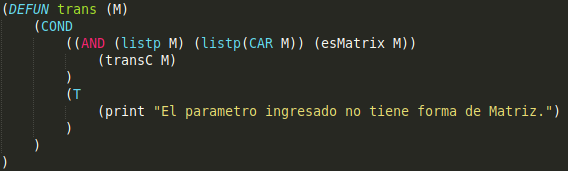 (DEFUN trans (M)
    (COND
        ((AND (listp M) (listp(CAR M)) (esMatrix M))
            (transC M)
        )
        (T
            (print "El parametro ingresado no tiene forma de Matriz.")
        )
    )
)